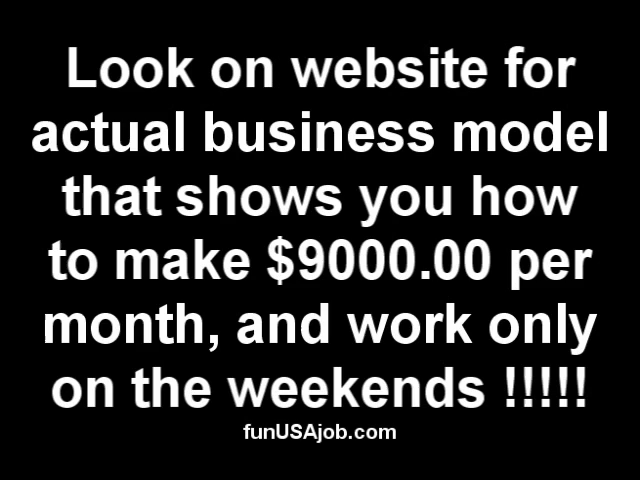 Look on website for
actual business model
that shows you how
to make $9000.00 per
month, and work only
on the weekends !!!!!
funUSAjob.com